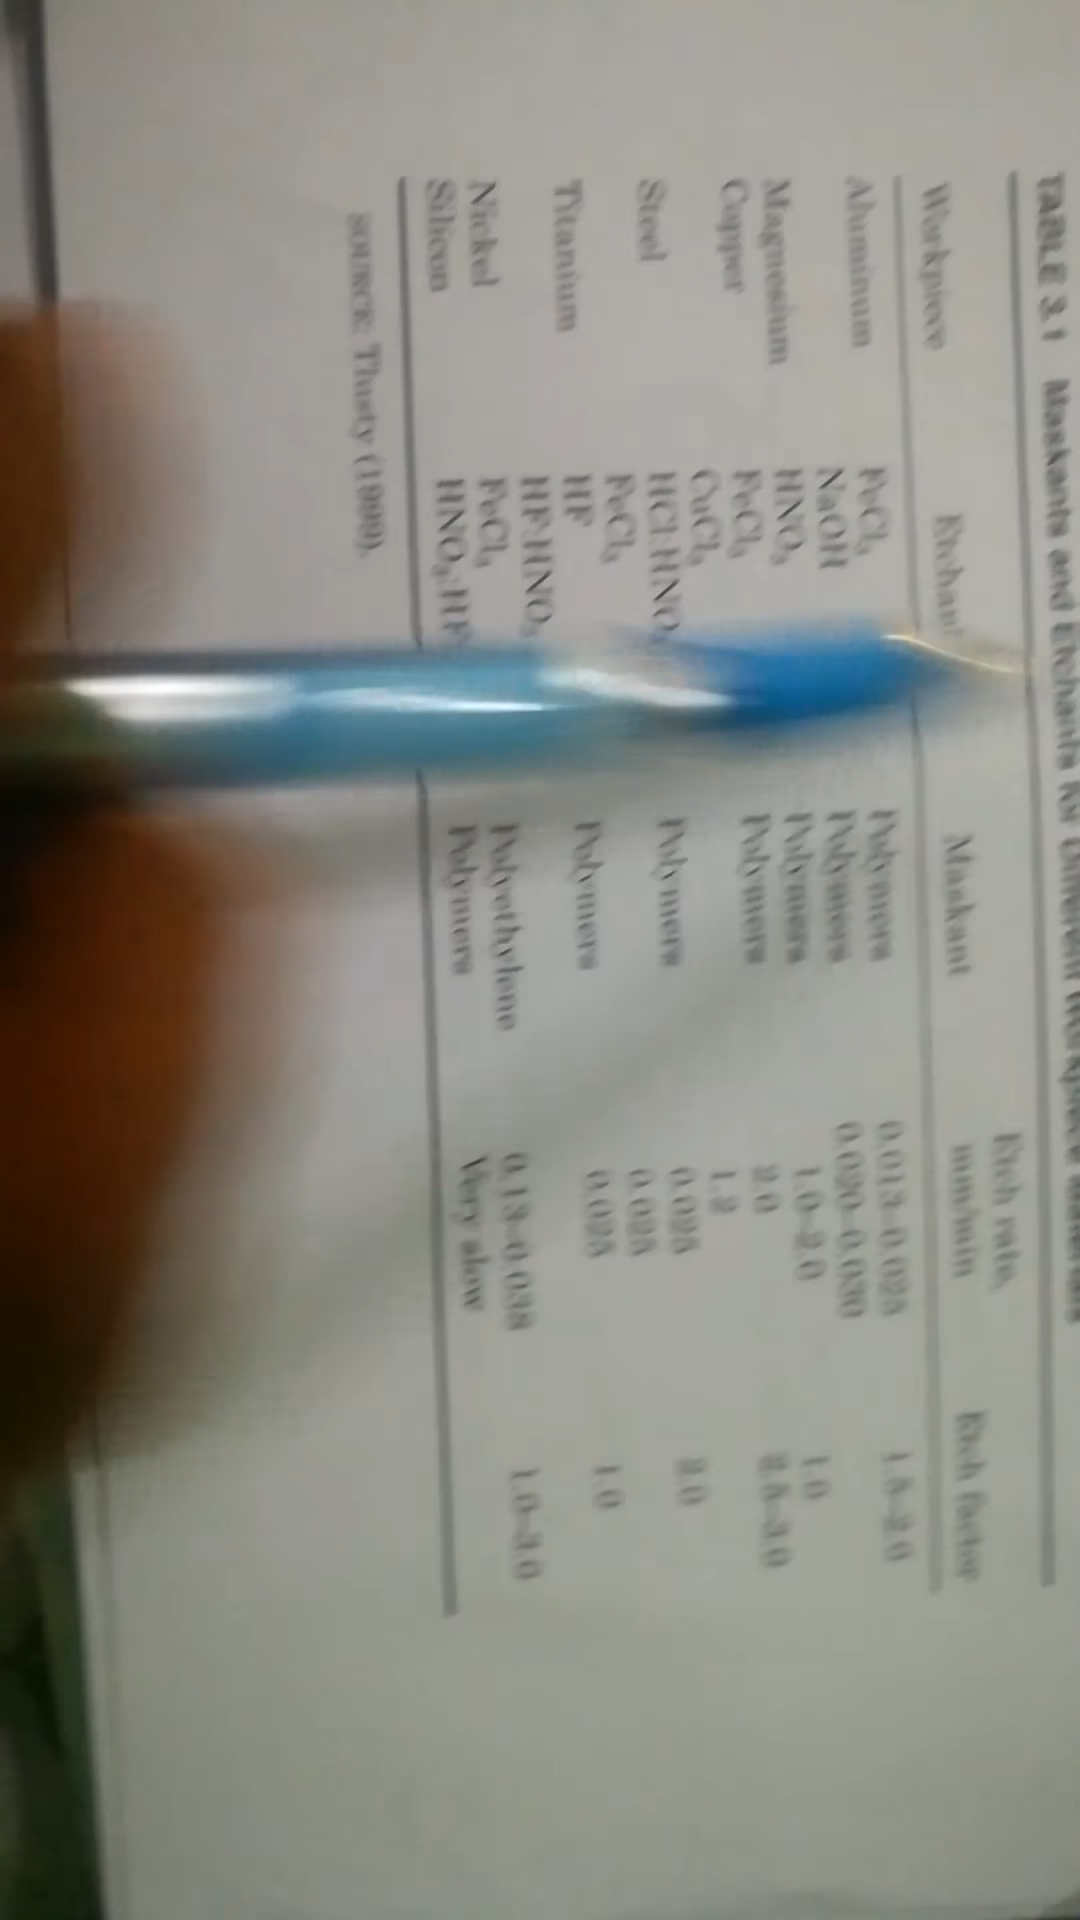 TABLE 3.1 Maskants and Etchants for Different Workpiece Materials
Workpiece Etchant Maskant Etch rate, mm/min Etch factor
Aluminum FeCl3 Polymers 0.013–0.025 1.5–2.0
NaOH Polymers 0.020–0.030
Magnesium HNO3 Polymers 1.0–2.0 1.0
Copper FeCl3 Polymers 2.0 2.5–3.0
CuCl3 1.2
Steel HCl:HNO3 Polymers 0.025 2.0
FeCl3 0.025
Titanium HF Polymers 0.025 1.0
HF:HNO3
Nickel FeCl3 Polyethylene 0.13–0.038 1.0–3.0
Silicon HNO3:HF Polymers Very slow
SOURCE: Tlusty (1999).